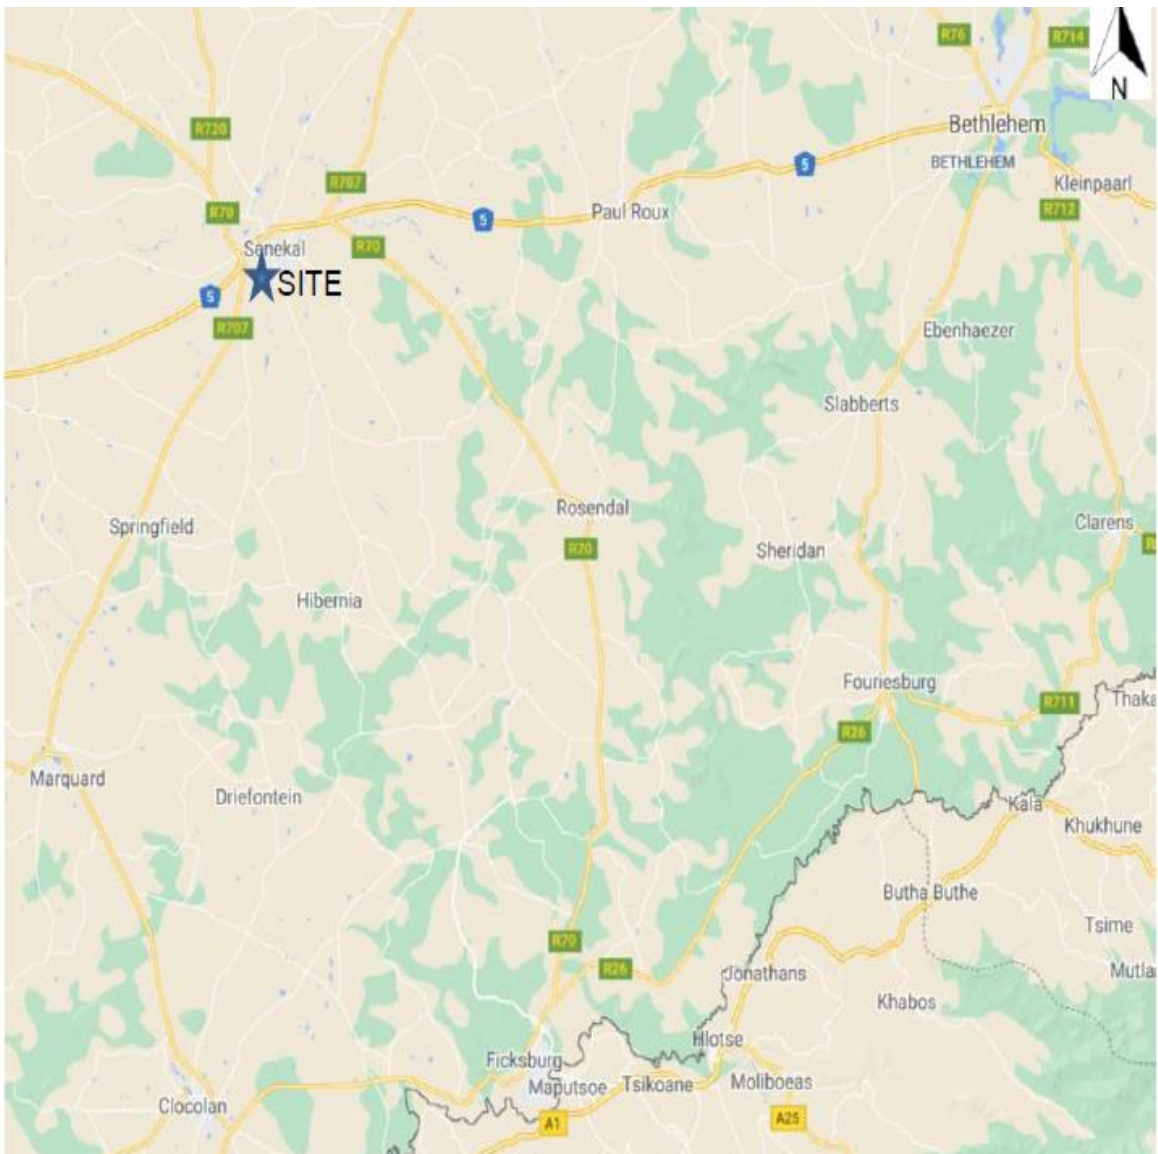 R76
R714
N
R720
Bethlehem
BETHLEHEM
5
R707
Kleinpaarl
R70
5
Paul Roux
R712
Senekal
R70
SITE
5
R707
Ebenhaezer
Slabberts
Rosendal
Springfield
Clarens
R70
Sheridan
Hibernia
Fouriesburg
R711
Thaka
R26
Marquard
Driefontein
Kala
Khukhune
Butha Buthe
Tsime
R70
R26
Jonathans
Mutla
Khabos
Hlotse
Ficksburg
Maputsoe
Tsikoane
Moliboeas
Clocolan
A1
A25